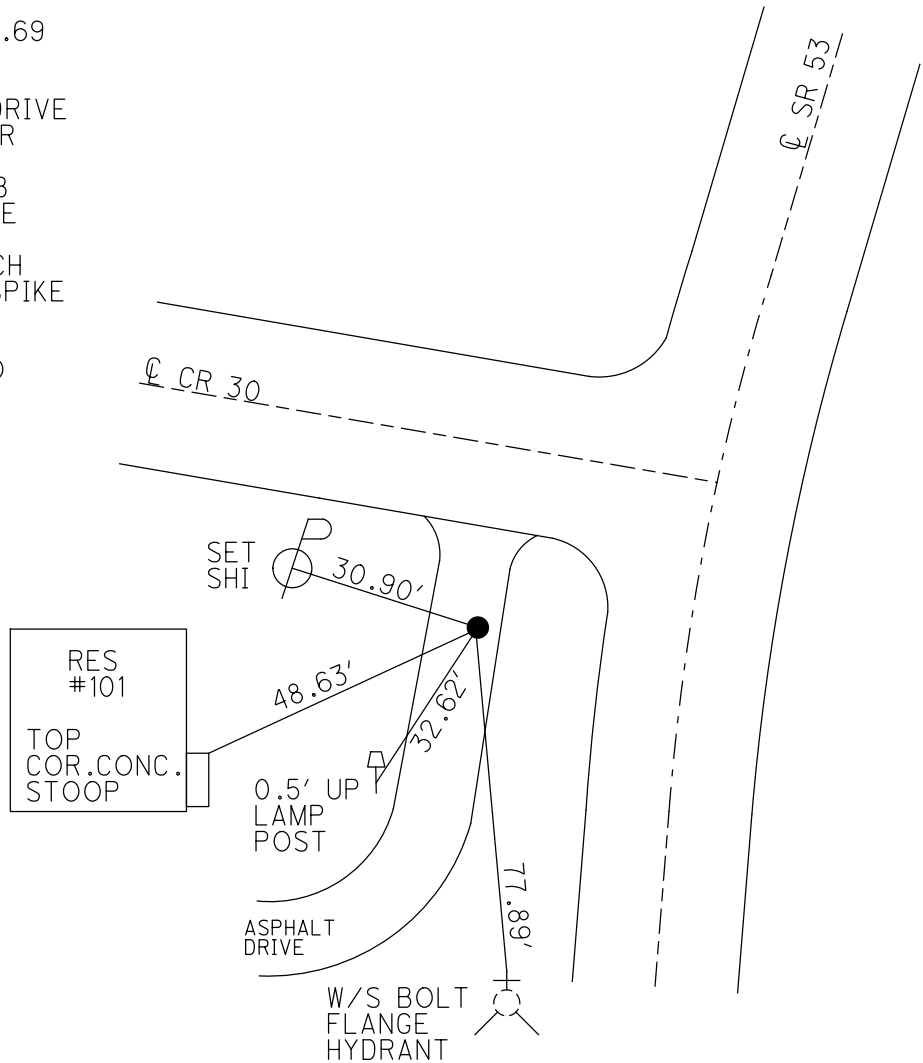 .69
DRIVE
R
3
E
CH
SPIKE
℄ SR 53
℄ CR 30
SET
SHI
30.90'
RES
#101
48.63'
32.62'
TOP
COR.CONC.
STOOP
0.5' UP
LAMP
POST
77.89'
ASPHALT
DRIVE
W/S BOLT
FLANGE
HYDRANT